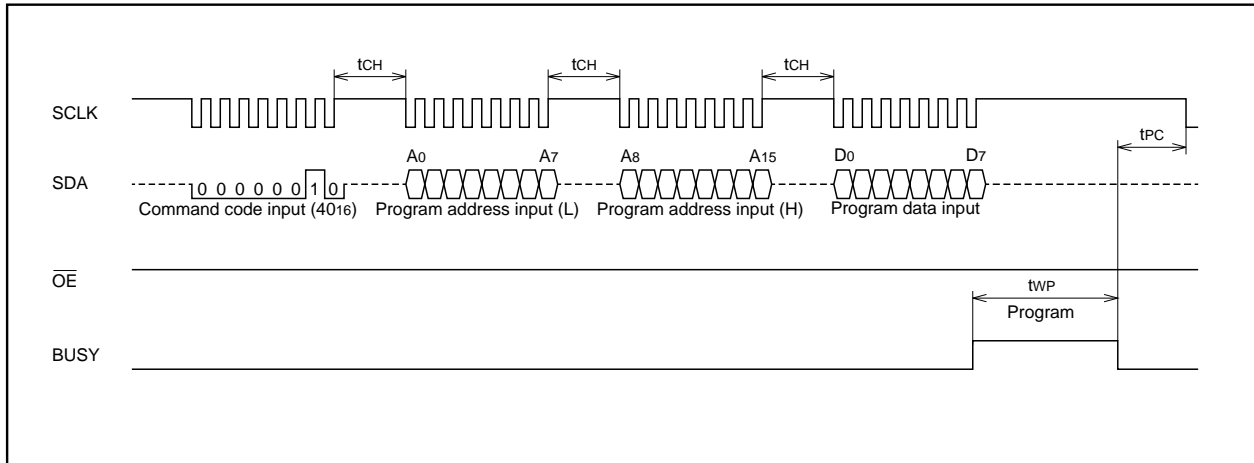 tCH tCH tCH
SCLK
tPC
A0 A7 A8 A15 D0 D7
SDA
0 0 0 0 0 0 1 0
Command code input (4016) Program address input (L) Program address input (H) Program data input
OE
tWP
Program
BUSY